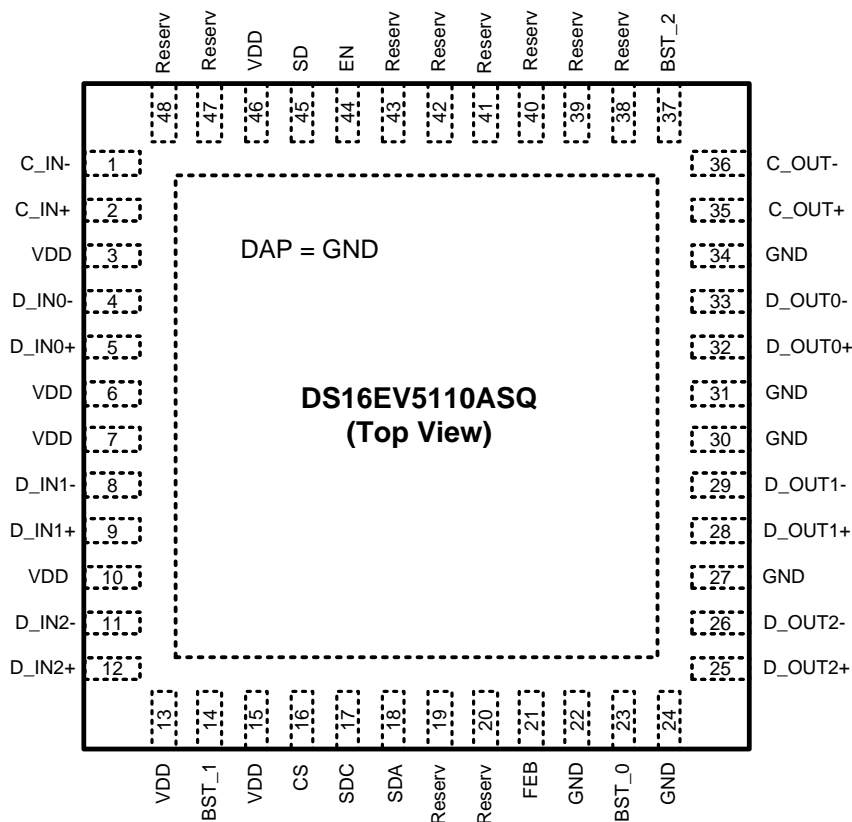 Reserv
Reserv
VDD
SD
EN
Reserv
Reserv
Reserv
Reserv
Reserv
Reserv
BST_2
48
47
46
45
44
43
42
41
40
39
38
37
C_IN- 1
C_IN+ 2
VDD 3
D_IN0- 4
D_IN0+ 5
VDD 6
VDD 7
D_IN1- 8
D_IN1+ 9
VDD 10
D_IN2- 11
D_IN2+ 12
DAP = GND
DS16EV5110ASQ
(Top View)
36 C_OUT-
35 C_OUT+
34 GND
33 D_OUT0-
32 D_OUT0+
31 GND
30 GND
29 D_OUT1-
28 D_OUT1+
27 GND
26 D_OUT2-
25 D_OUT2+
13
14
15
16
17
18
19
20
21
22
23
24
VDD
BST_1
VDD
CS
SDC
SDA
Reserv
Reserv
FEB
GND
BST_0
GND